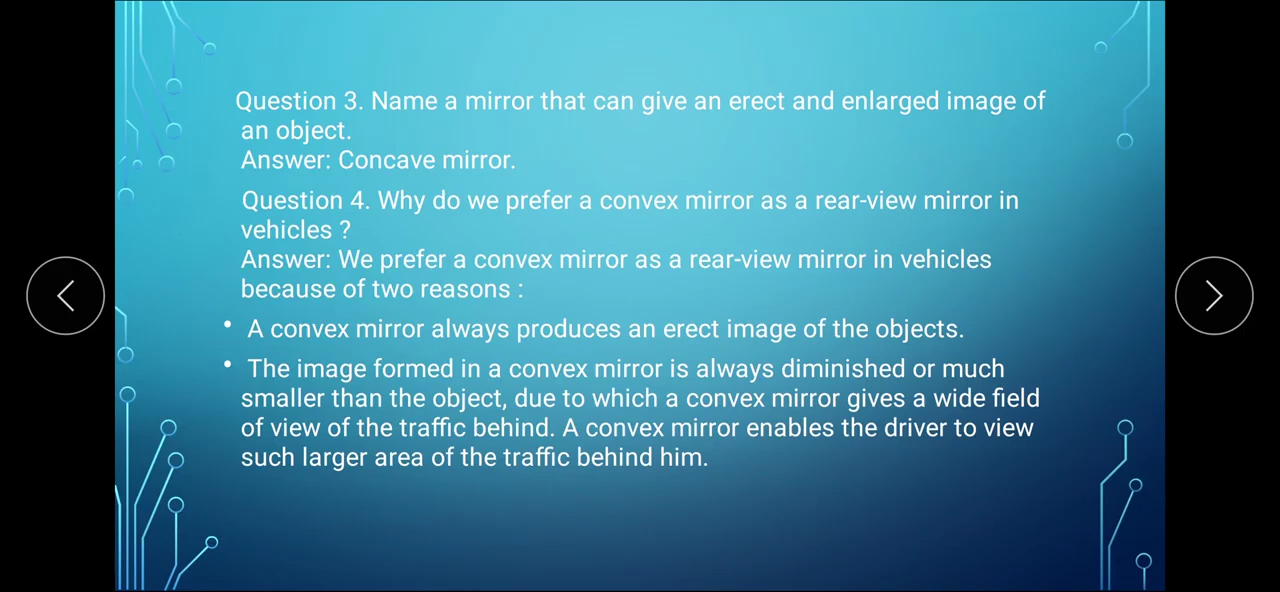 Question 3. Name a mirror that can give an erect and enlarged image of
an object.
Answer: Concave mirror.
Question 4. Why do we prefer a convex mirror as a rear-view mirror in
vehicles ?
Answer: We prefer a convex mirror as a rear-view mirror in vehicles
because of two reasons :
• A convex mirror always produces an erect image of the objects.
• The image formed in a convex mirror is always diminished or much
smaller than the object, due to which a convex mirror gives a wide field
of view of the traffic behind. A convex mirror enables the driver to view
such larger area of the traffic behind him.